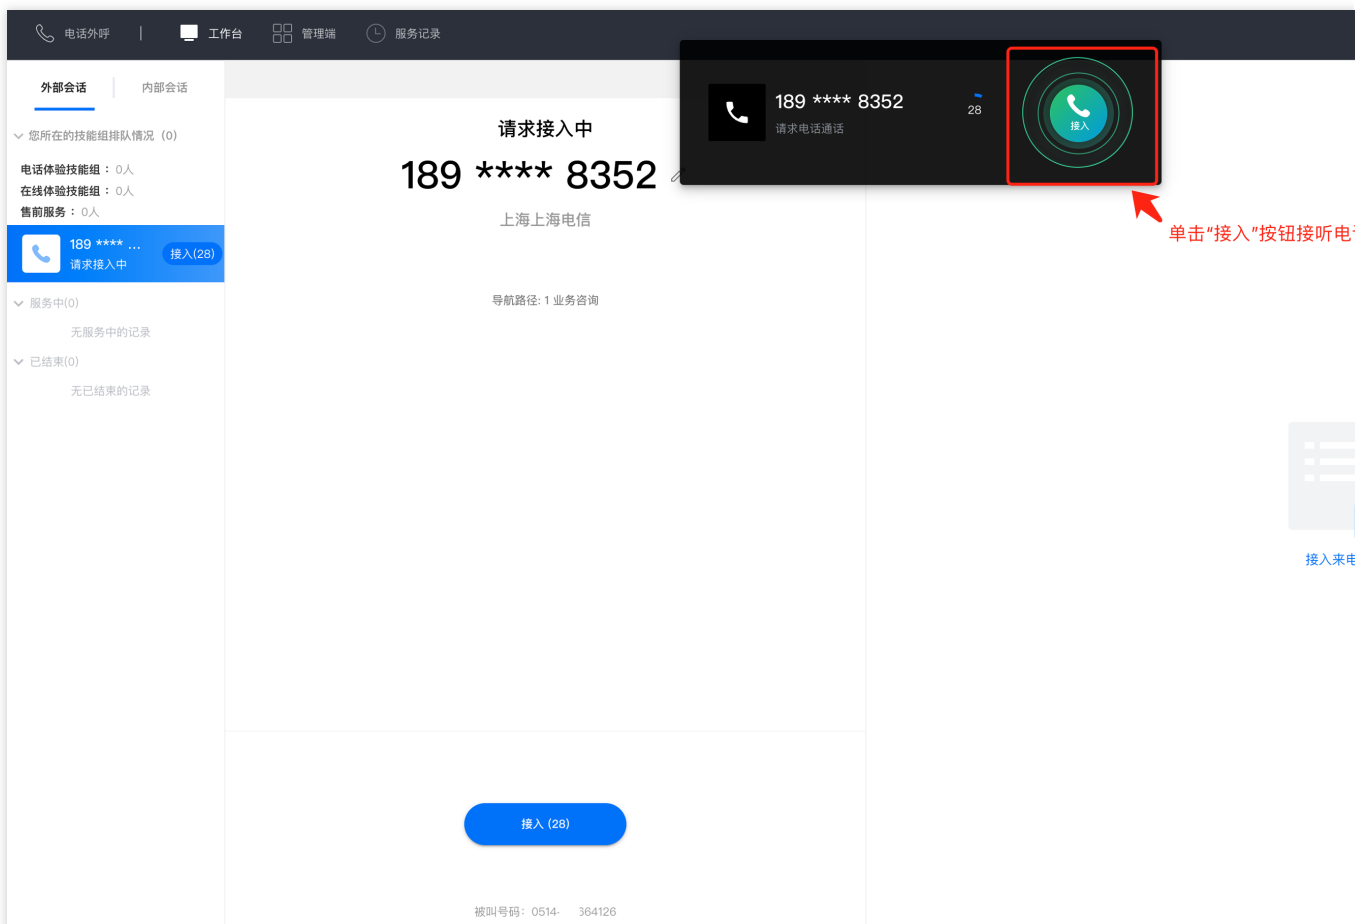 电话外呼 | 工作台 管理端 服务记录
外部会话 内部会话
您所在的技能组排队情况 (0)
电话体验技能组： 0人
在线体验技能组： 0人
售前服务： 0人
189 **** ...
请求接入中
接入(28)
服务中(0)
无服务中的记录
已结束(0)
无已结束的记录
请求接入中
189 **** 8352
上海上海电信
导航路径: 1 业务咨询
接入 (28)
被叫号码: 0514- 364126
189 **** 8352
请求电话通话
28
接入
单击“接入”按钮接听电
接入来电